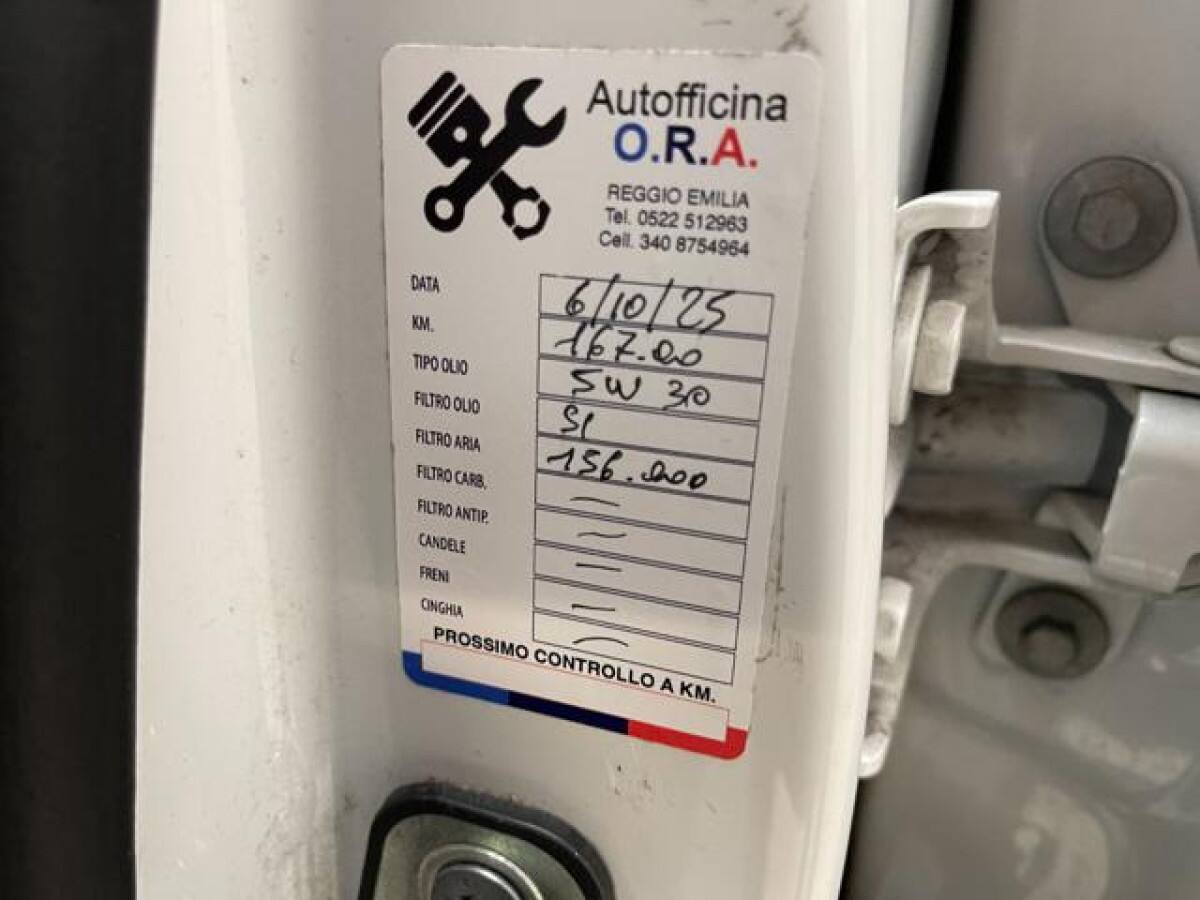 Autofficina
O.R.A.
REGGIO EMILIA
Tel. 0522 512963
Cell. 340 8754964
DATA 6/10/25
KM. 167.00
TIPO OLIO 5W 30
FILTRO OLIO SI
FILTRO ARIA 156.000
FILTRO CARB. —
FILTRO ANTIP. —
CANDELE —
FRENI —
CINGHIA —
PROSSIMO CONTROLLO A KM.